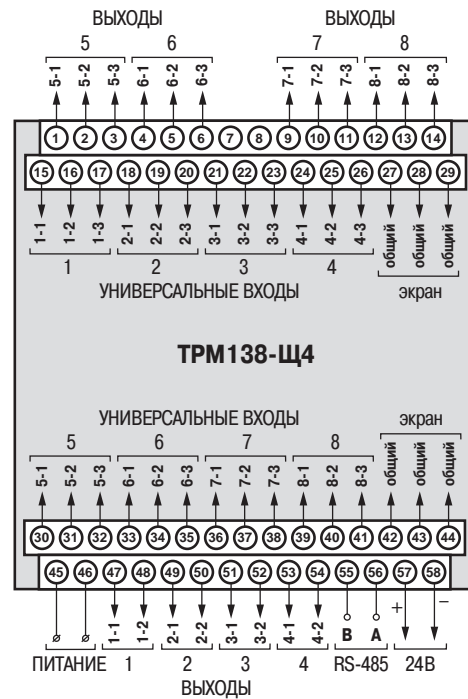 ВЫХОДЫ ВЫХОДЫ
5 6 7 8
5-1 5-2 5-3 6-1 6-2 6-3 7-1 7-2 7-3 8-1 8-2 8-3
1 2 3 4 5 6 7 8 9 10 11 12 13 14
15 16 17 18 19 20 21 22 23 24 25 26 27 28 29
1-1 1-2 1-3 2-1 2-2 2-3 3-1 3-2 3-3 4-1 4-2 4-3 общий общий общий
1 2 3 4
УНИВЕРСАЛЬНЫЕ ВХОДЫ экран
ТРМ138-Щ4
УНИВЕРСАЛЬНЫЕ ВХОДЫ экран
5 6 7 8
5-1 5-2 5-3 6-1 6-2 6-3 7-1 7-2 7-3 8-1 8-2 8-3 общий общий общий
30 31 32 33 34 35 36 37 38 39 40 41 42 43 44
45 46 47 48 49 50 51 52 53 54 55 56 57 58
1-1 1-2 2-1 2-2 3-1 3-2 4-1 4-2 B A + −
ПИТАНИЕ 1 2 3 4 RS-485 24В
ВЫХОДЫ